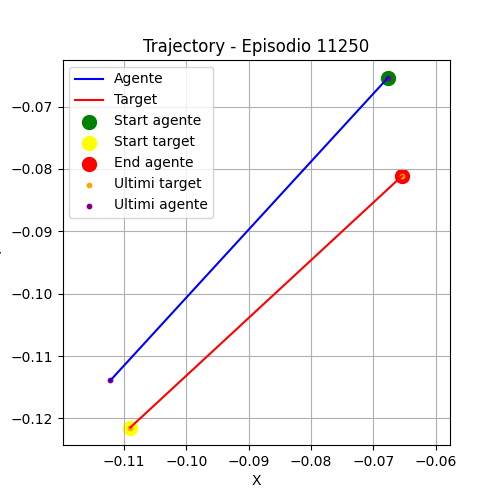 Trajectory - Episodio 11250
Agente
Target
Start agente
Start target
End agente
Ultimi target
Ultimi agente
−0.07
−0.08
−0.09
−0.10
−0.11
−0.12
−0.11
−0.10
−0.09
−0.08
−0.07
−0.06
X